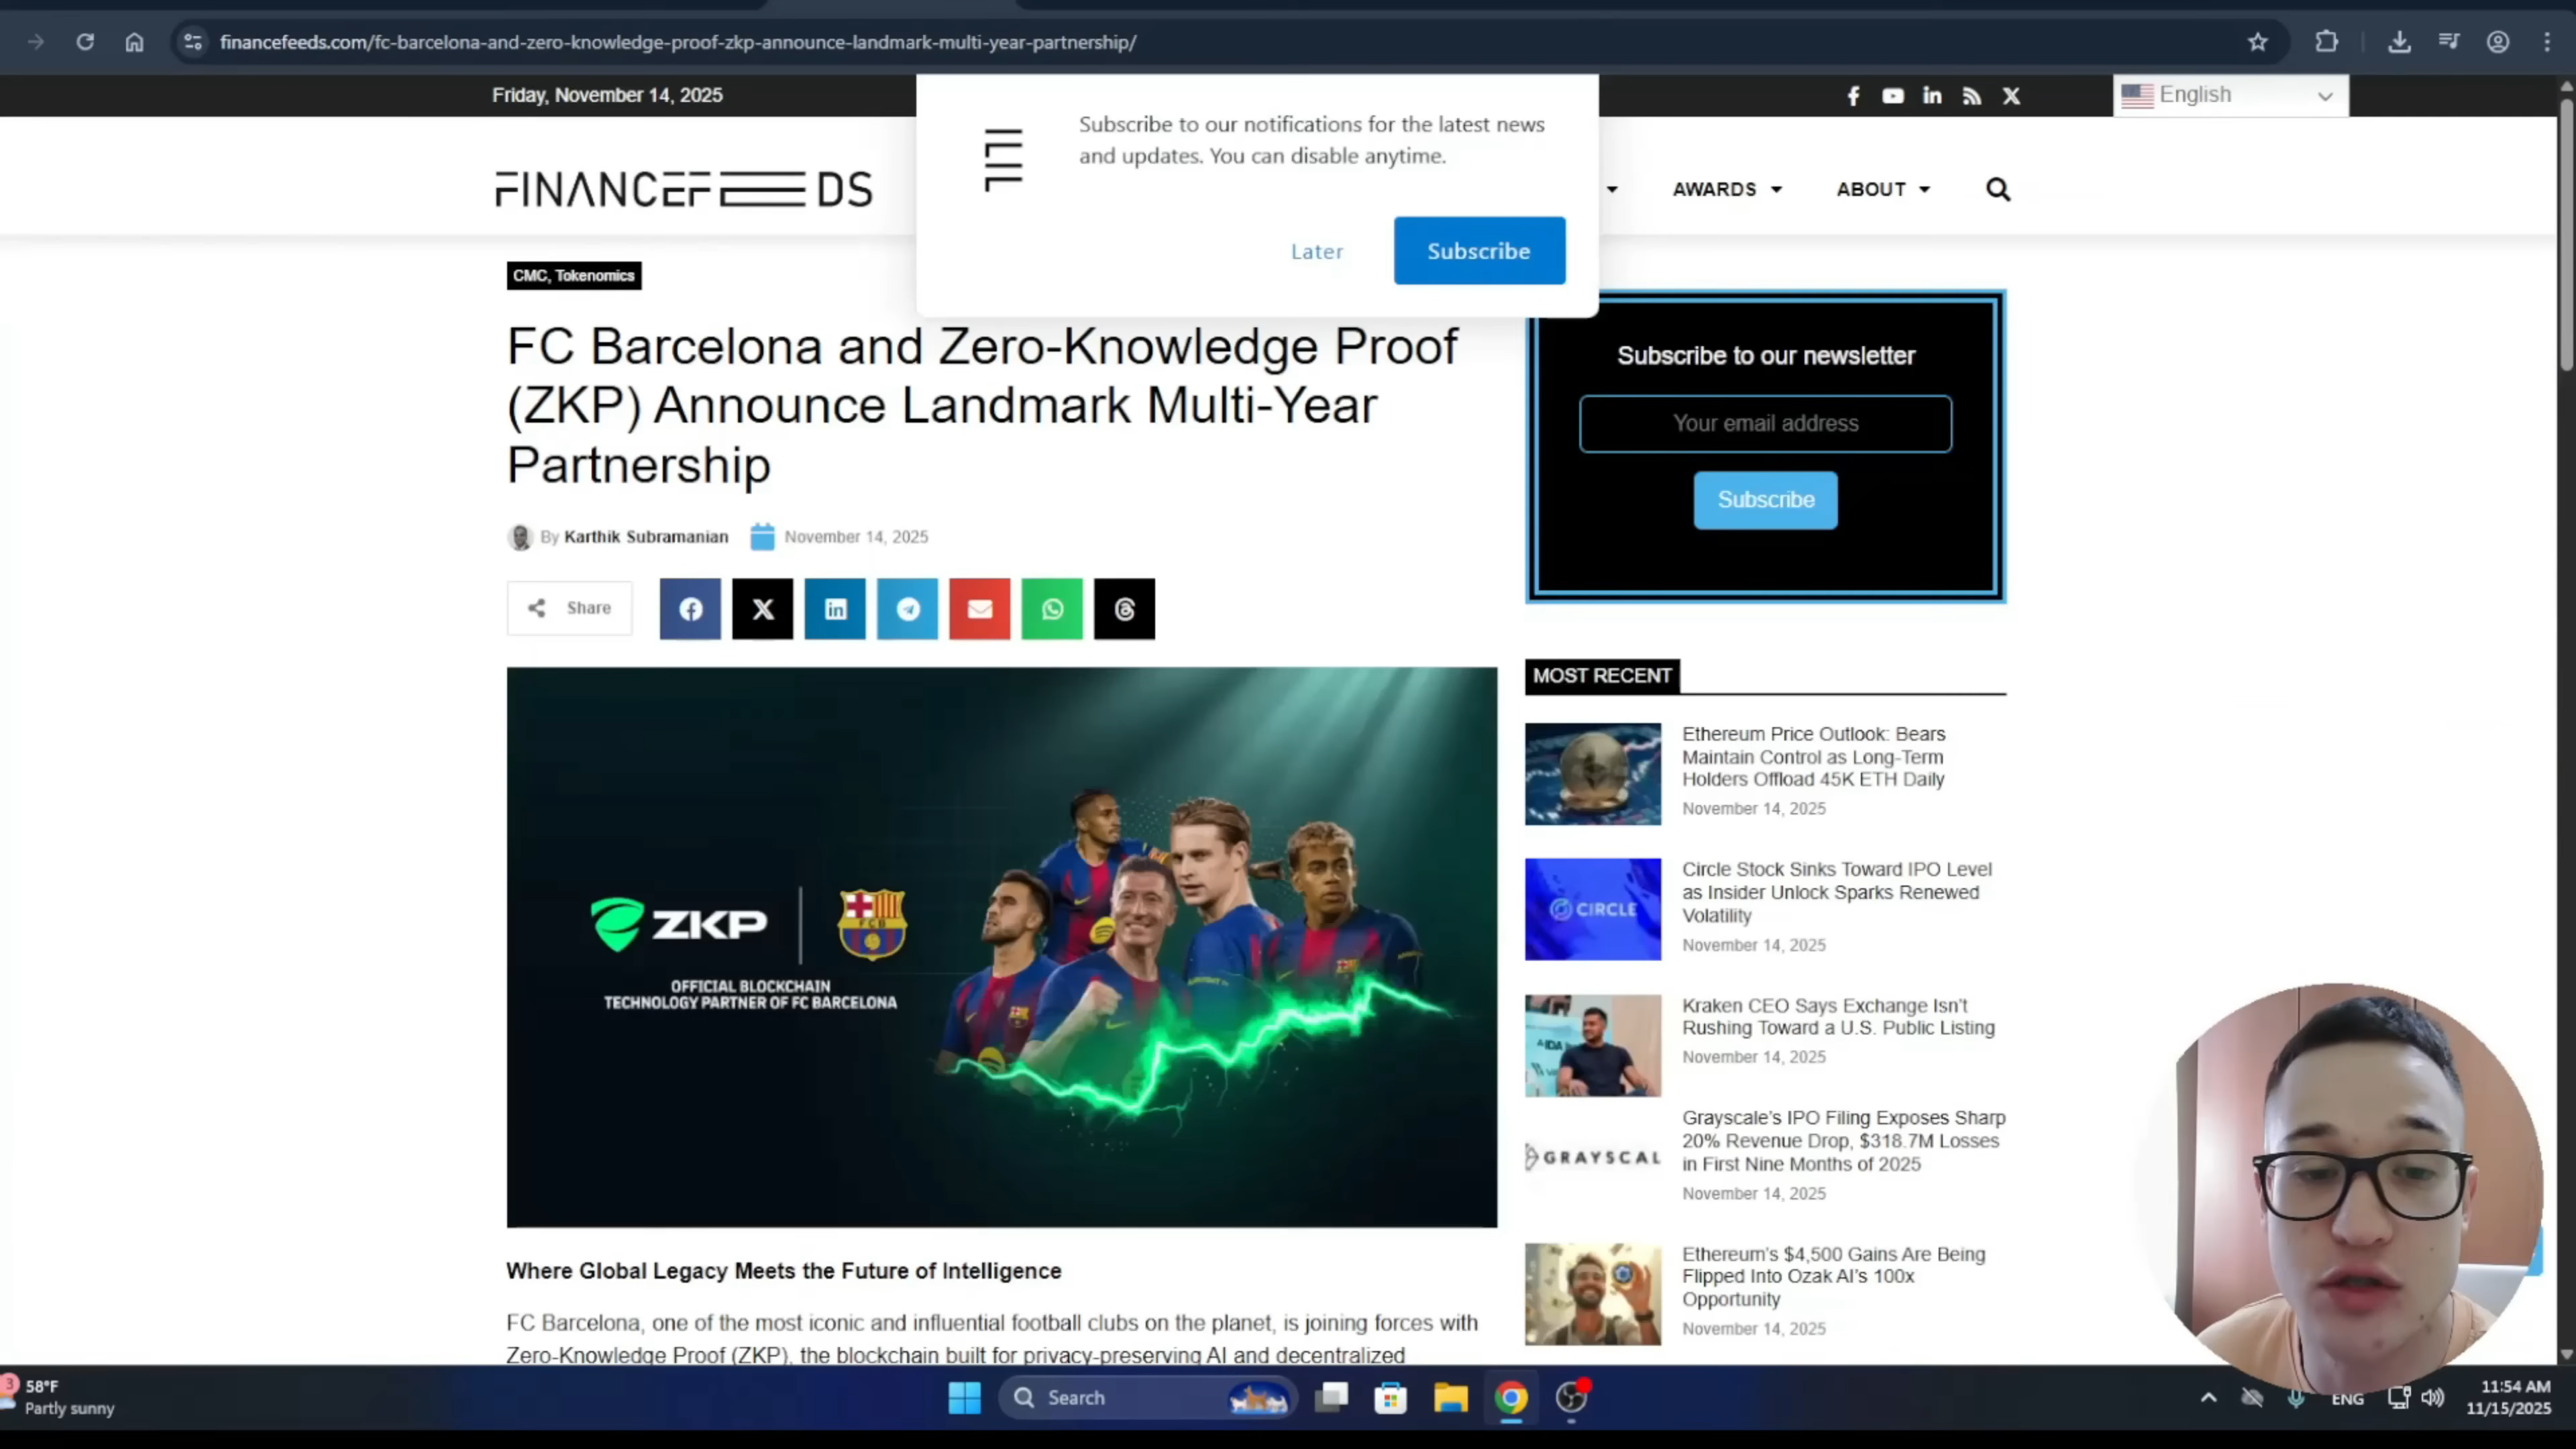 financefeeds.com/fc-barcelona-and-zero-knowledge-proof-zkp-announce-landmark-multi-year-partnership/
Friday, November 14, 2025
English
Subscribe to our notifications for the latest news
and updates. You can disable anytime.
Later
Subscribe
FINANCEFEEDS
AWARDS
ABOUT
CMC, Tokenomics
FC Barcelona and Zero-Knowledge Proof
(ZKP) Announce Landmark Multi-Year
Partnership
By Karthik Subramanian
November 14, 2025
Share
Subscribe to our newsletter
Your email address
Subscribe
ZKP
FCB
OFFICIAL BLOCKCHAIN
TECHNOLOGY PARTNER OF FC BARCELONA
Where Global Legacy Meets the Future of Intelligence
FC Barcelona, one of the most iconic and influential football clubs on the planet, is joining forces with
Zero-Knowledge Proof (ZKP), the blockchain built for privacy-preserving AI and decentralized
MOST RECENT
Ethereum Price Outlook: Bears
Maintain Control as Long-Term
Holders Offload 45K ETH Daily
November 14, 2025
CIRCLE
Circle Stock Sinks Toward IPO Level
as Insider Unlock Sparks Renewed
Volatility
November 14, 2025
Kraken CEO Says Exchange Isn't
Rushing Toward a U.S. Public Listing
November 14, 2025
GRAYSCAL
Grayscale's IPO Filing Exposes Sharp
20% Revenue Drop, $318.7M Losses
in First Nine Months of 2025
November 14, 2025
Ethereum's $4,500 Gains Are Being
Flipped Into Ozak AI's 100x
Opportunity
November 14, 2025
3
58°F
Partly sunny
Search
ENG
11:54 AM
11/15/2025